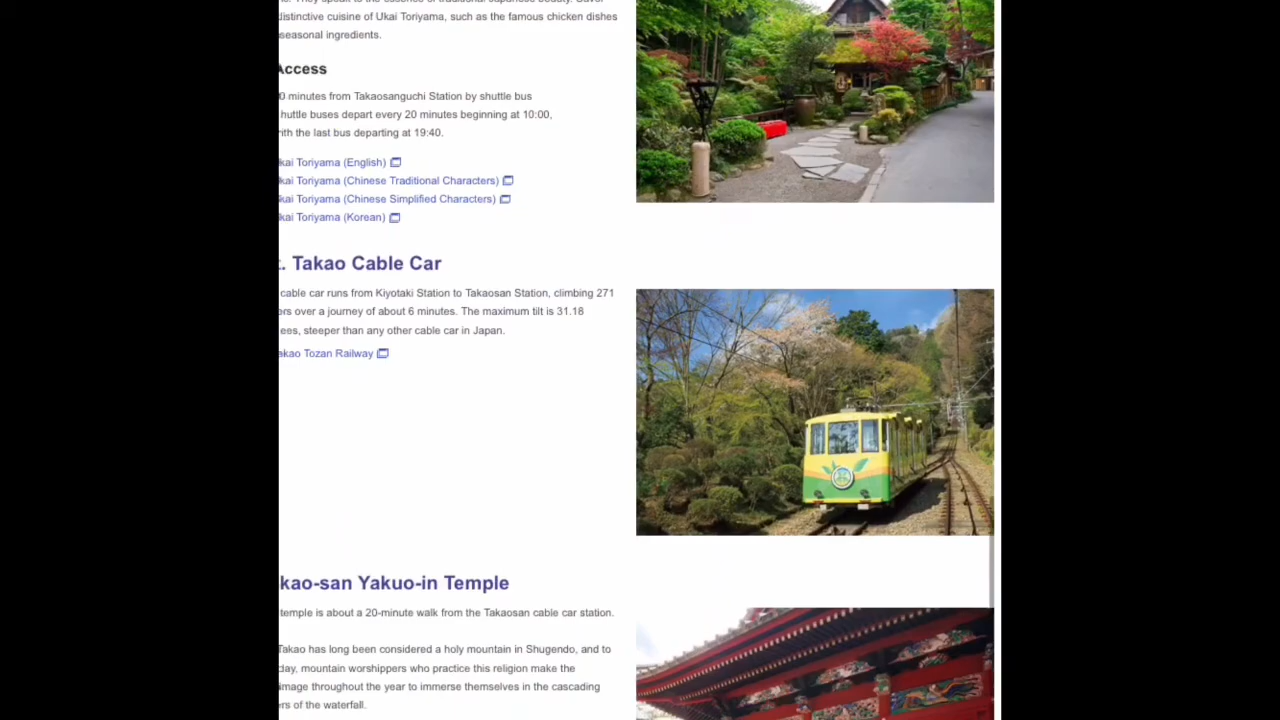 distinctive cuisine of Ukai Toriyama, such as the famous chicken dishes
seasonal ingredients.
Access
0 minutes from Takaosanguchi Station by shuttle bus
huttle buses depart every 20 minutes beginning at 10:00,
ith the last bus departing at 19:40.
kai Toriyama (English)
kai Toriyama (Chinese Traditional Characters)
kai Toriyama (Chinese Simplified Characters)
kai Toriyama (Korean)
t. Takao Cable Car
cable car runs from Kiyotaki Station to Takaosan Station, climbing 271
ers over a journey of about 6 minutes. The maximum tilt is 31.18
ees, steeper than any other cable car in Japan.
akao Tozan Railway
kao-san Yakuo-in Temple
temple is about a 20-minute walk from the Takaosan cable car station.
Takao has long been considered a holy mountain in Shugendo, and to
day, mountain worshippers who practice this religion make the
image throughout the year to immerse themselves in the cascading
ers of the waterfall.